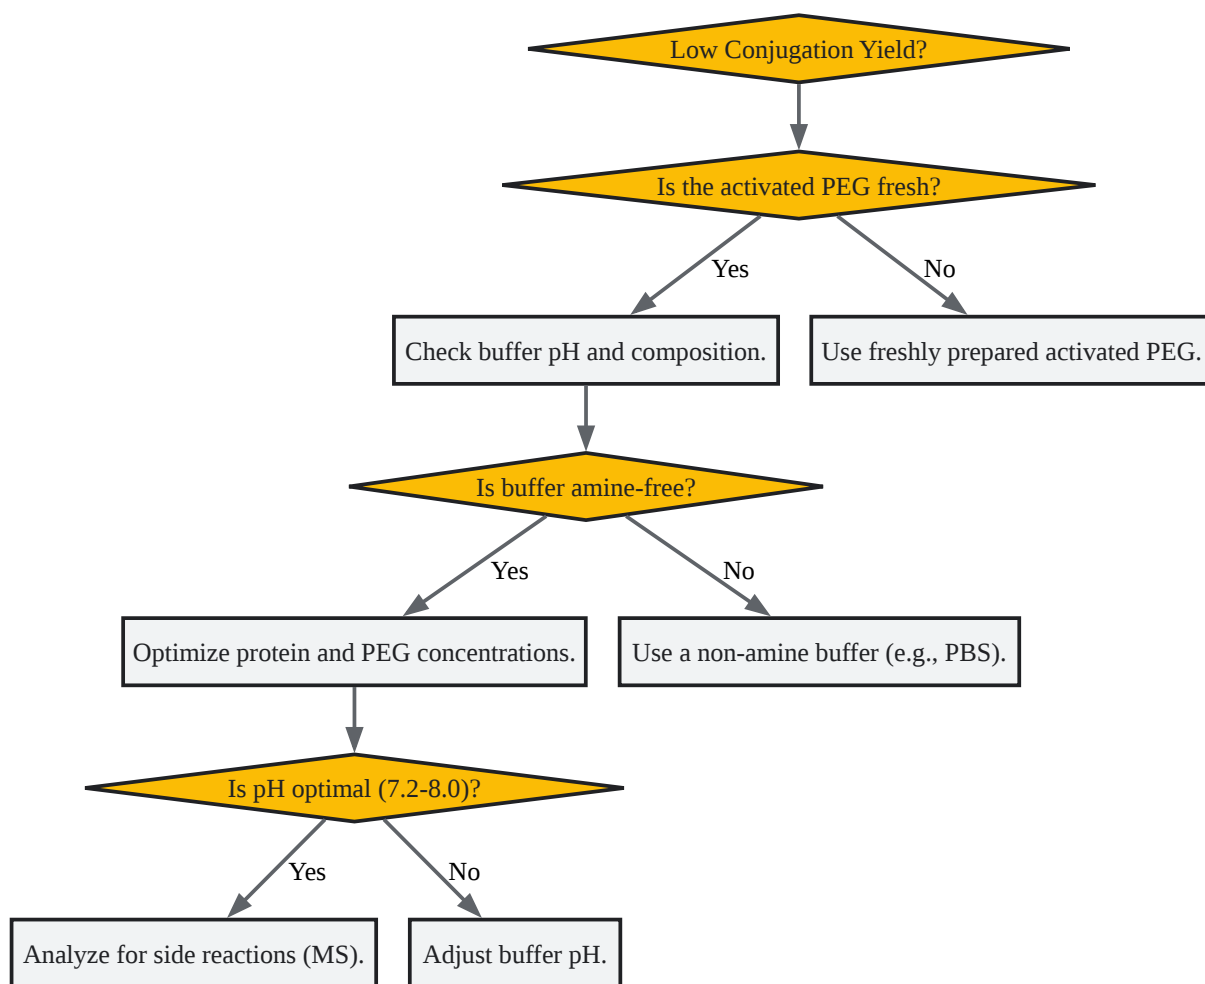 Low Conjugation Yield?
Is the activated PEG fresh?
Yes
No
Check buffer pH and composition.
Use freshly prepared activated PEG.
Is buffer amine-free?
Yes
No
Optimize protein and PEG concentrations.
Use a non-amine buffer (e.g., PBS).
Is pH optimal (7.2-8.0)?
Yes
No
Analyze for side reactions (MS).
Adjust buffer pH.